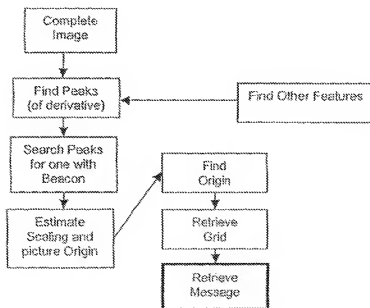 Complete
Image
Find Peaks
(of derivative)
Find Other Features
Search Peaks
for one with
Beacon
Find
Origin
Estimate
Scaling and
picture Origin
Retrieve
Grid
Retrieve
Message